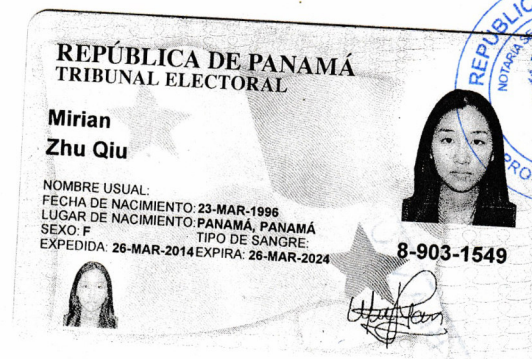 REPÚBLICA DE PANAMÁ
TRIBUNAL ELECTORAL
Mirian
Zhu Qiu
NOMBRE USUAL:
FECHA DE NACIMIENTO: 23-MAR-1996
LUGAR DE NACIMIENTO: PANAMÁ, PANAMÁ
SEXO: F TIPO DE SANGRE:
EXPEDIDA: 26-MAR-2014 EXPIRA: 26-MAR-2024
8-903-1549